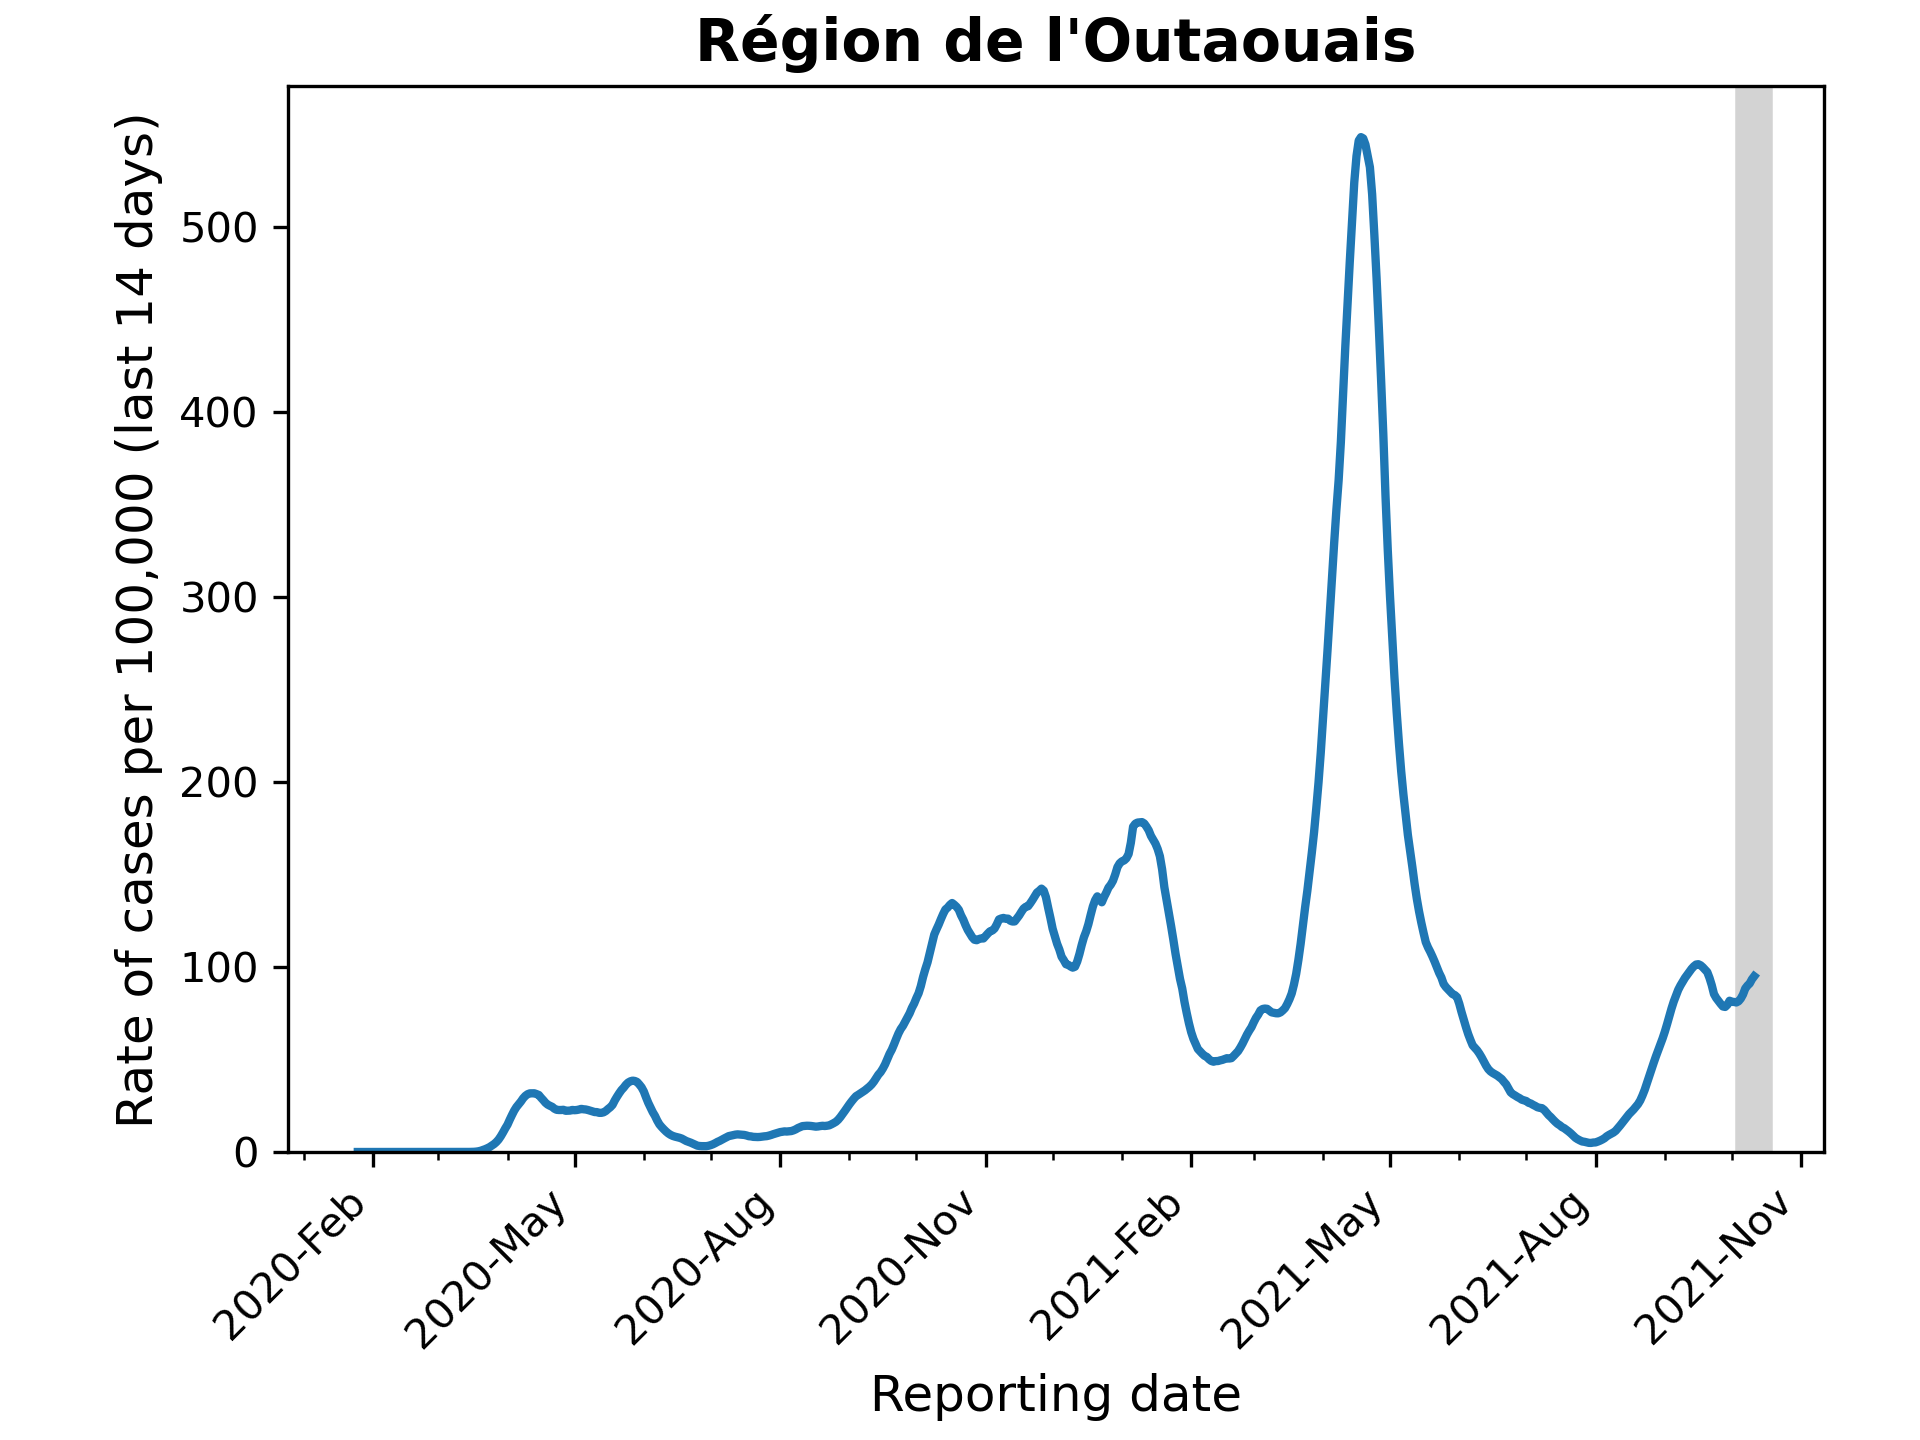 Région de l'Outaouais
Rate of cases per 100,000 (last 14 days)
500
400
300
200
100
0
2020-Feb
2020-May
2020-Aug
2020-Nov
2021-Feb
2021-May
2021-Aug
2021-Nov
Reporting date